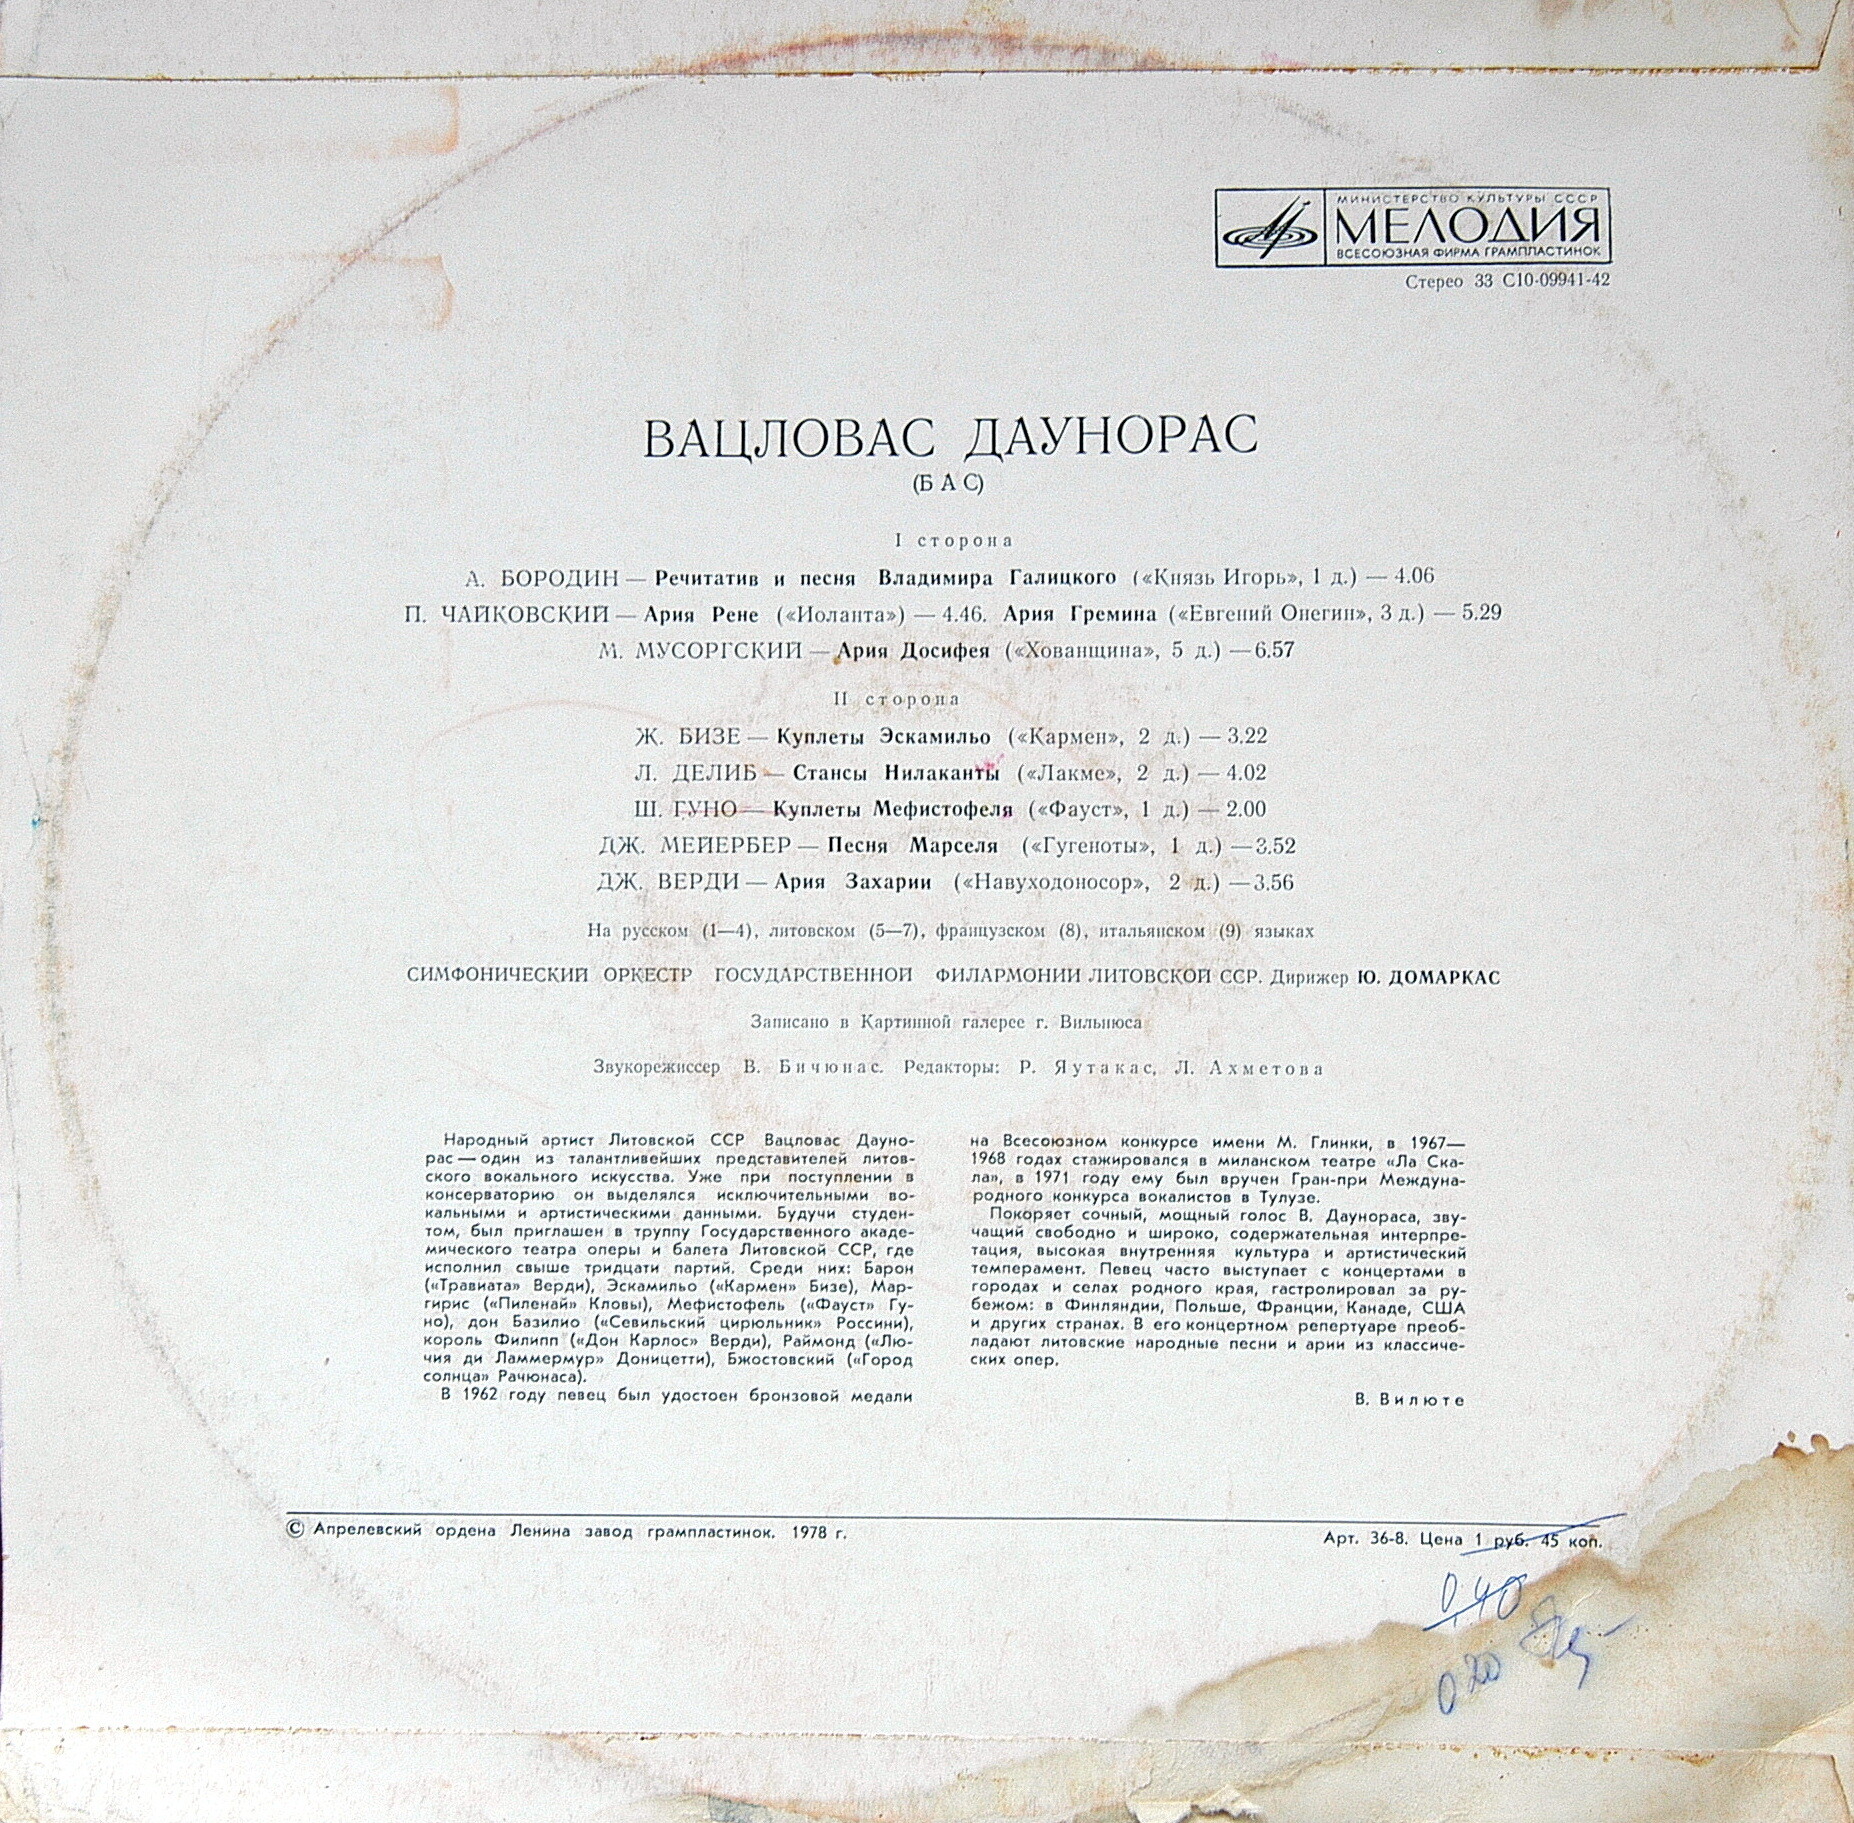 МИНИСТЕРСТВО КУЛЬТУРЫ СССР
МЕЛОДИЯ
ВСЕСОЮЗНАЯ ФИРМА ГРАМПЛАСТИНОК
Стерео 33 С10-09941-42
ВАЦЛОВАС ДАУНОРАС
(БАС)
I сторона
А. БОРОДИН — Речитатив и песня Владимира Галицкого («Князь Игорь», 1 д.) — 4.06
П. ЧАЙКОВСКИЙ — Ария Рене («Иоланта») — 4.46. Ария Гремина («Евгений Онегин», 3 д.) — 5.29
М. МУСОРГСКИЙ — Ария Досифея («Хованщина», 5 д.) — 6.57
II сторона
Ж. БИЗЕ — Куплеты Эскамильо («Кармен», 2 д.) — 3.22
Л. ДЕЛИБ — Стансы Нилаканты («Лакме», 2 д.) — 4.02
Ш. ГУНО — Куплеты Мефистофеля («Фауст», 1 д.) — 2.00
ДЖ. МЕЙЕРБЕР — Песня Марселя («Гугеноты», 1 д.) — 3.52
ДЖ. ВЕРДИ — Ария Захарии («Навуходоносор», 2 д.) — 3.56
На русском (1—4), литовском (5—7), французском (8), итальянском (9) языках
СИМФОНИЧЕСКИЙ ОРКЕСТР ГОСУДАРСТВЕННОЙ ФИЛАРМОНИИ ЛИТОВСКОЙ ССР. Дирижер Ю. ДОМАРКАС
Записано в Картинной галерее г. Вильнюса
Звукорежиссер В. Бичюнас. Редакторы: Р. Яутакас, Л. Ахметова
Народный артист Литовской ССР Вацловас Дауно-
рас — один из талантливейших представителей литов-
ского вокального искусства. Уже при поступлении в
консерваторию он выделялся исключительными во-
кальными и артистическими данными. Будучи студен-
том, был приглашен в труппу Государственного акаде-
мического театра оперы и балета Литовской ССР, где
исполнил свыше тридцати партий. Среди них: Барон
(«Травиата» Верди), Эскамильо («Кармен» Бизе), Мар-
гирис («Пиленай» Кловы), Мефистофель («Фауст» Гу-
но), дон Базилио («Севильский цирюльник» Россини),
король Филипп («Дон Карлос» Верди), Раймонд («Лю-
чия ди Ламмермур» Доницетти), Бжостовский («Город
солнца» Рачюнаса).
В 1962 году певец был удостоен бронзовой медали
на Всесоюзном конкурсе имени М. Глинки, в 1967—
1968 годах стажировался в миланском театре «Ла Ска-
ла», в 1971 году ему был вручен Гран-при Междуна-
родного конкурса вокалистов в Тулузе.
Покоряет сочный, мощный голос В. Даунораса, зву-
чащий свободно и широко, содержательная интерпре-
тация, высокая внутренняя культура и артистический
темперамент. Певец часто выступает с концертами в
городах и селах родного края, гастролировал за ру-
бежом: в Финляндии, Польше, Франции, Канаде, США
и других странах. В его концертном репертуаре преоб-
ладают литовские народные песни и арии из классиче-
ских опер.
В. Вилюте
© Апрелевский ордена Ленина завод грампластинок. 1978 г.
Арт. 36-8. Цена 1 руб. 45 коп.
0,40
020